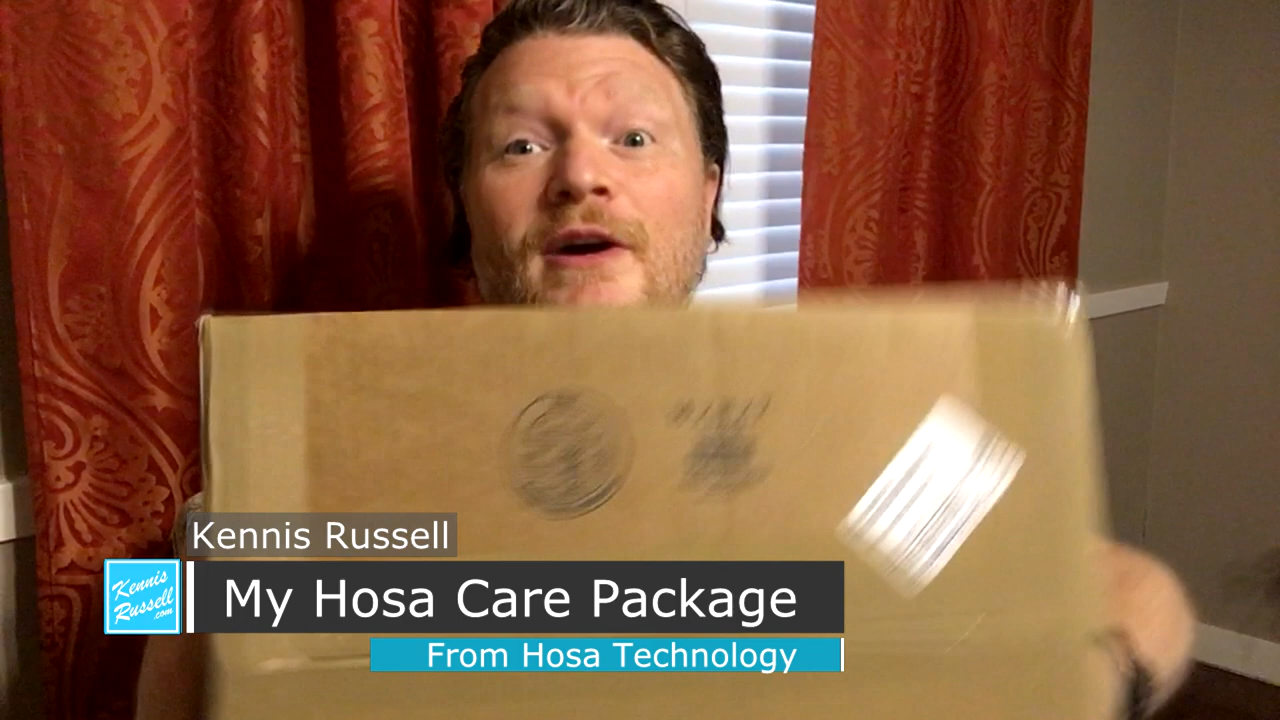 Kennis Russell
Kennis
Russell
.com
My Hosa Care Package
From Hosa Technology